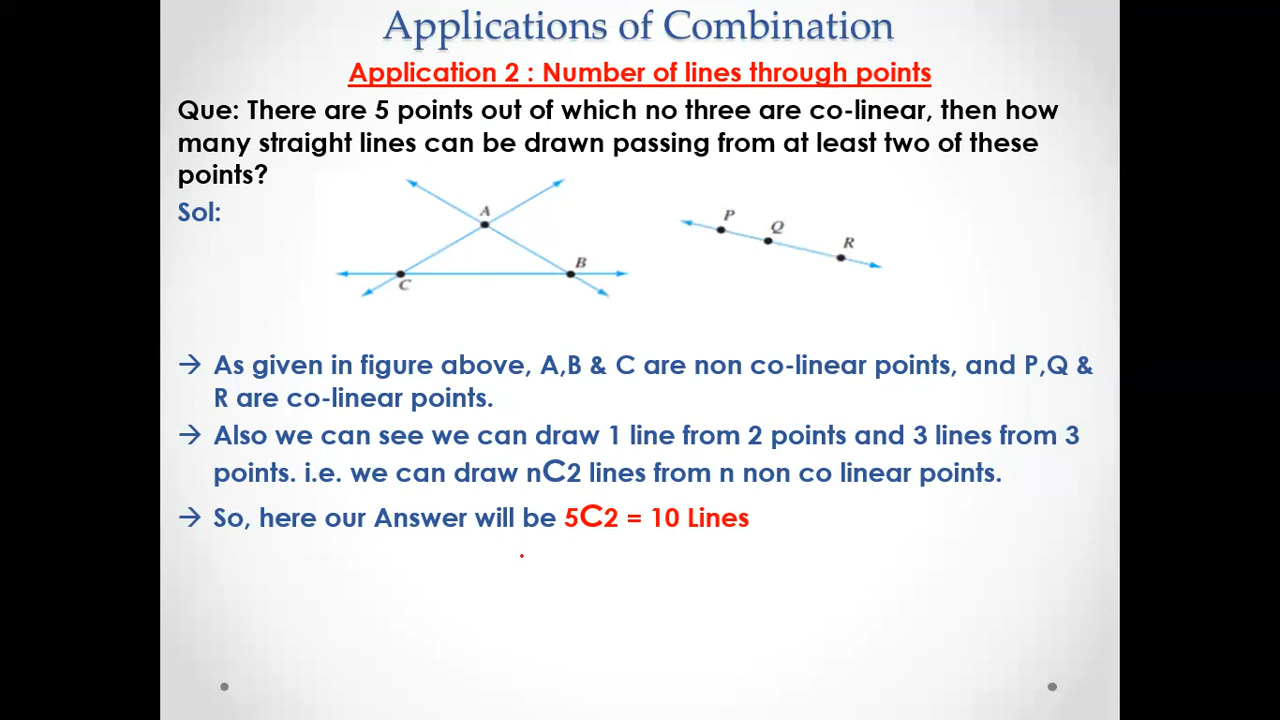 Applications of Combination
Application 2 : Number of lines through points
Que: There are 5 points out of which no three are co-linear, then how
many straight lines can be drawn passing from at least two of these
points?
Sol:
A
B
C
P
Q
R
→ As given in figure above, A,B & C are non co-linear points, and P,Q &
R are co-linear points.
→ Also we can see we can draw 1 line from 2 points and 3 lines from 3
points. i.e. we can draw nC2 lines from n non co linear points.
→ So, here our Answer will be 5C2 = 10 Lines